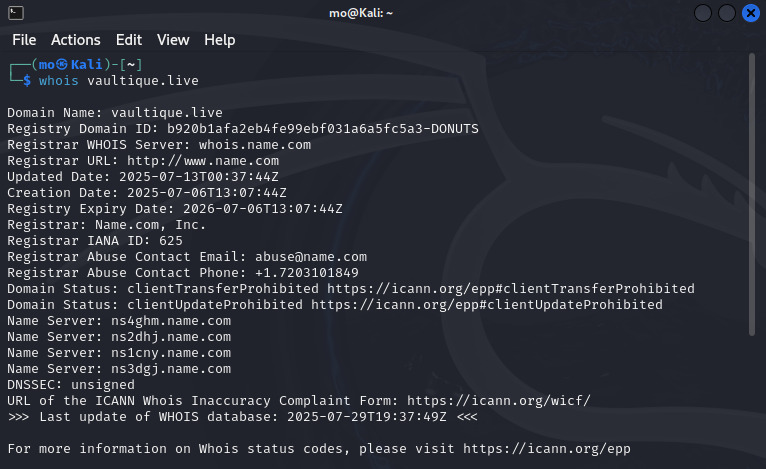 mo@Kali: ~
File Actions Edit View Help
┌──(mo㉿Kali)-[~]
└─$ whois vaultique.live
Domain Name: vaultique.live
Registry Domain ID: b920b1afa2eb4fe99ebf031a6a5fc5a3-DONUTS
Registrar WHOIS Server: whois.name.com
Registrar URL: http://www.name.com
Updated Date: 2025-07-13T00:37:44Z
Creation Date: 2025-07-06T13:07:44Z
Registry Expiry Date: 2026-07-06T13:07:44Z
Registrar: Name.com, Inc.
Registrar IANA ID: 625
Registrar Abuse Contact Email: abuse@name.com
Registrar Abuse Contact Phone: +1.7203101849
Domain Status: clientTransferProhibited https://icann.org/epp#clientTransferProhibited
Domain Status: clientUpdateProhibited https://icann.org/epp#clientUpdateProhibited
Name Server: ns4ghm.name.com
Name Server: ns2dhj.name.com
Name Server: ns1cny.name.com
Name Server: ns3dgj.name.com
DNSSEC: unsigned
URL of the ICANN Whois Inaccuracy Complaint Form: https://icann.org/wicf/
>>> Last update of WHOIS database: 2025-07-29T19:37:49Z <<<
For more information on Whois status codes, please visit https://icann.org/epp